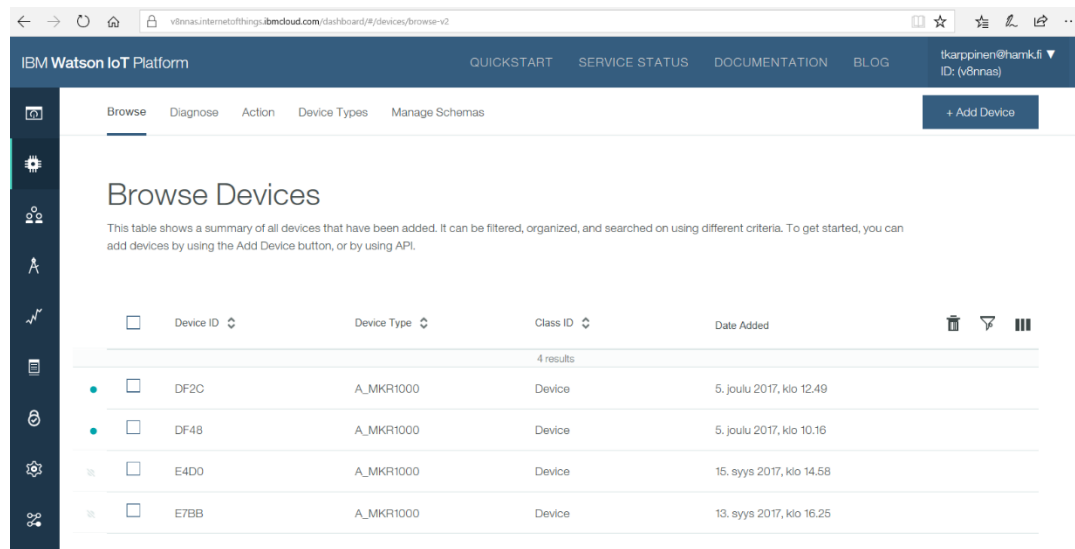 v8nnas.internetofthings.ibmcloud.com/dashboard/#/devices/browse-v2
IBM Watson IoT Platform QUICKSTART SERVICE STATUS DOCUMENTATION BLOG tkarppinen@hamk.fi ▼
ID: (v8nnas)
Browse Diagnose Action Device Types Manage Schemas + Add Device
Browse Devices
This table shows a summary of all devices that have been added. It can be filtered, organized, and searched on using different criteria. To get started, you can
add devices by using the Add Device button, or by using API.
Device ID Device Type Class ID Date Added
4 results
DF2C A_MKR1000 Device 5. joulu 2017, klo 12.49
DF48 A_MKR1000 Device 5. joulu 2017, klo 10.16
E4D0 A_MKR1000 Device 15. syys 2017, klo 14.58
E7BB A_MKR1000 Device 13. syys 2017, klo 16.25